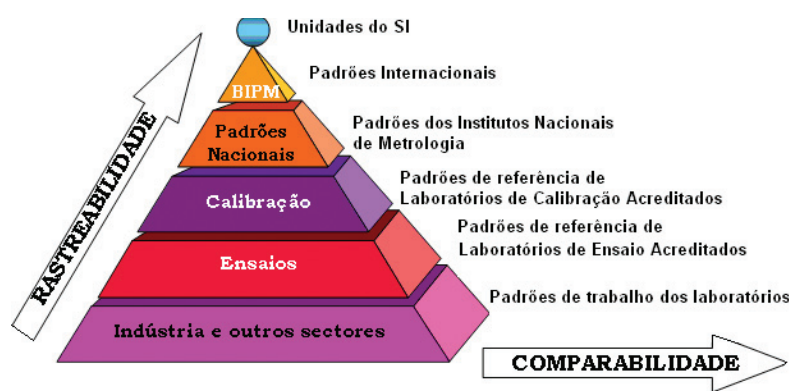 Unidades do SI
Padrões Internacionais
BIPM
Padrões
Nacionais
Padrões dos Institutos Nacionais
de Metrologia
Calibração
Padrões de referência de
Laboratórios de Calibração Acreditados
Ensaios
Padrões de referência de
Laboratórios de Ensaio Acreditados
Indústria e outros sectores
Padrões de trabalho dos laboratórios
RASTREABILIDADE
COMPARABILIDADE